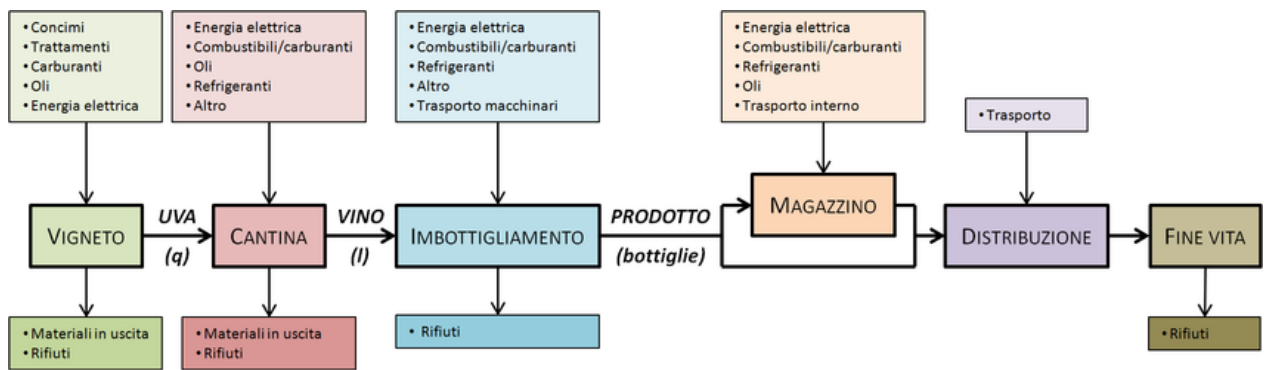 • Concimi
• Trattamenti
• Carburanti
• Oli
• Energia elettrica
• Energia elettrica
• Combustibili/carburanti
• Oli
• Refrigeranti
• Altro
• Energia elettrica
• Combustibili/carburanti
• Refrigeranti
• Altro
• Trasporto macchinari
• Energia elettrica
• Combustibili/carburanti
• Refrigeranti
• Oli
• Trasporto interno
• Trasporto
VIGNETO
UVA
(q)
CANTINA
VINO
(l)
IMBOTTIGLIAMENTO
PRODOTTO
(bottiglie)
MAGAZZINO
DISTRIBUZIONE
FINE VITA
• Materiali in uscita
• Rifiuti
• Materiali in uscita
• Rifiuti
• Rifiuti
• Rifiuti